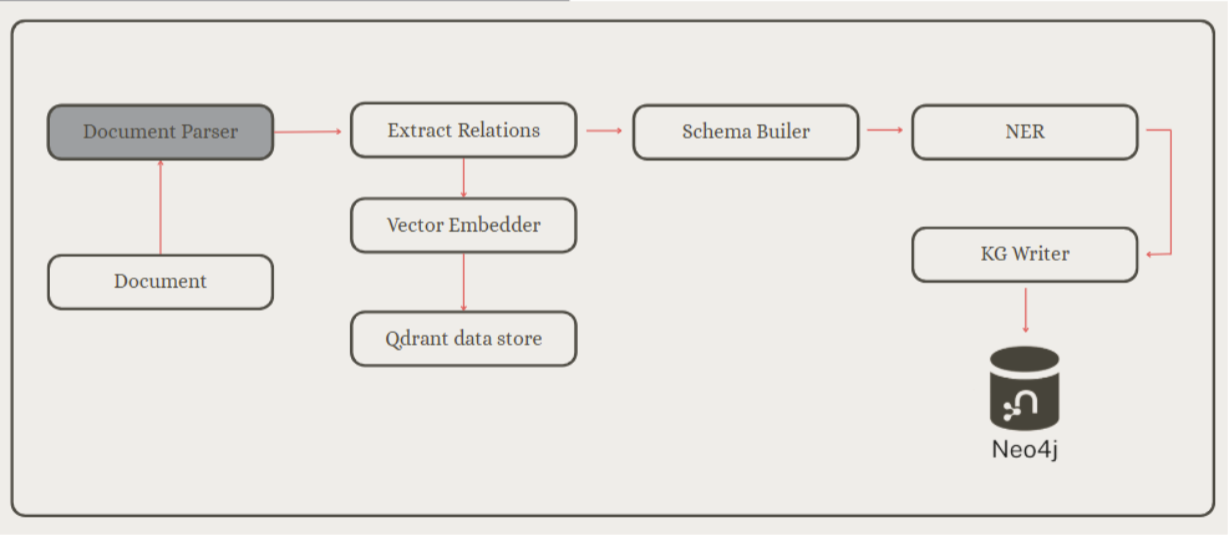 Document Parser
Extract Relations
Schema Builer
NER
Vector Embedder
KG Writer
Document
Qdrant data store
Neo4j